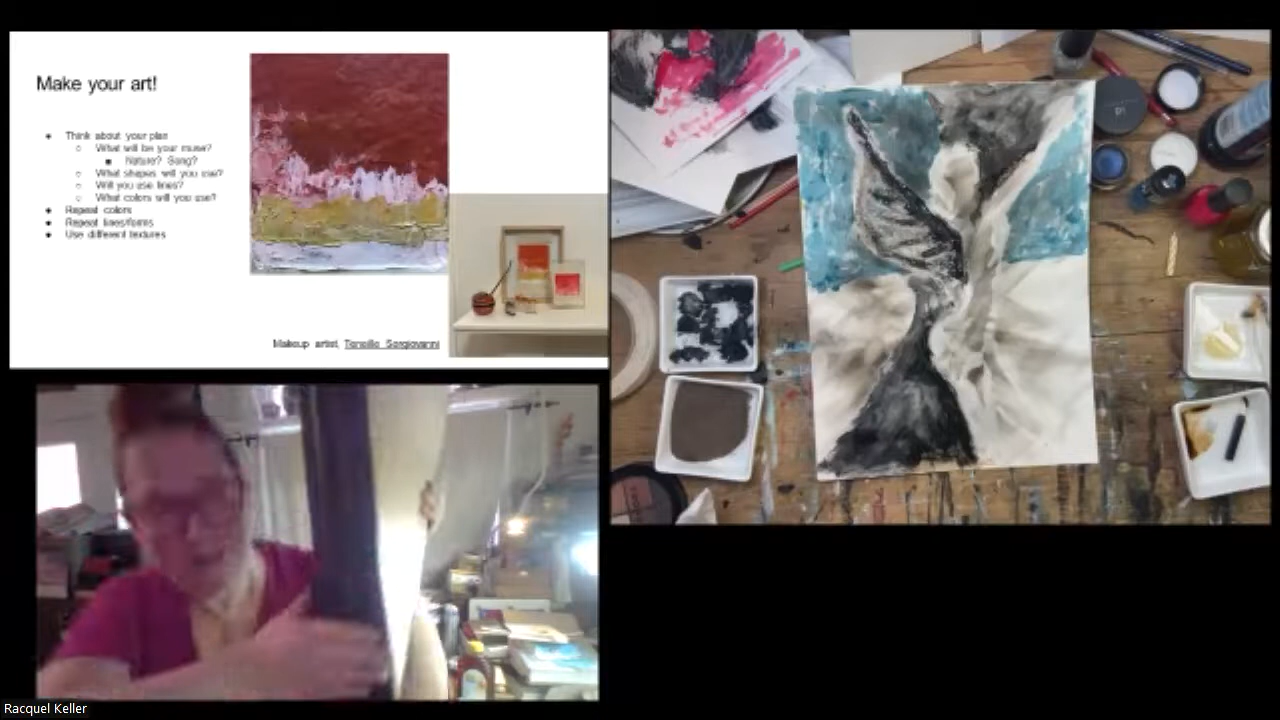 Make your art!
Think about your plan
What will be your muse?
Nature? Song?
What shapes will you use?
Will you use lines?
What colors will you use?
Repeat colors
Repeat lines/forms
Use different textures
Makeup artist, Teneille Sorgiovanni
Racquel Keller